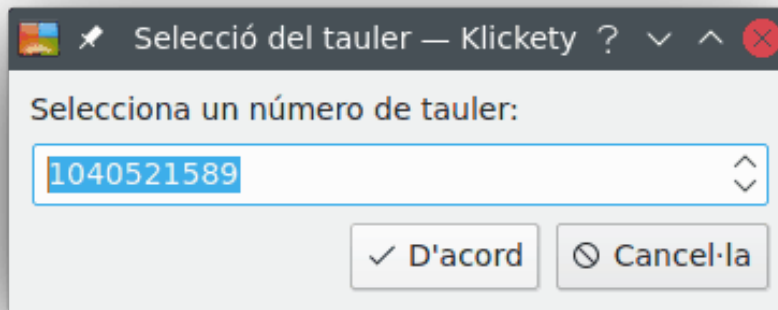 Selecció del tauler — Klickety ?
Selecciona un número de tauler:
1040521589
D'acord Cancel·la